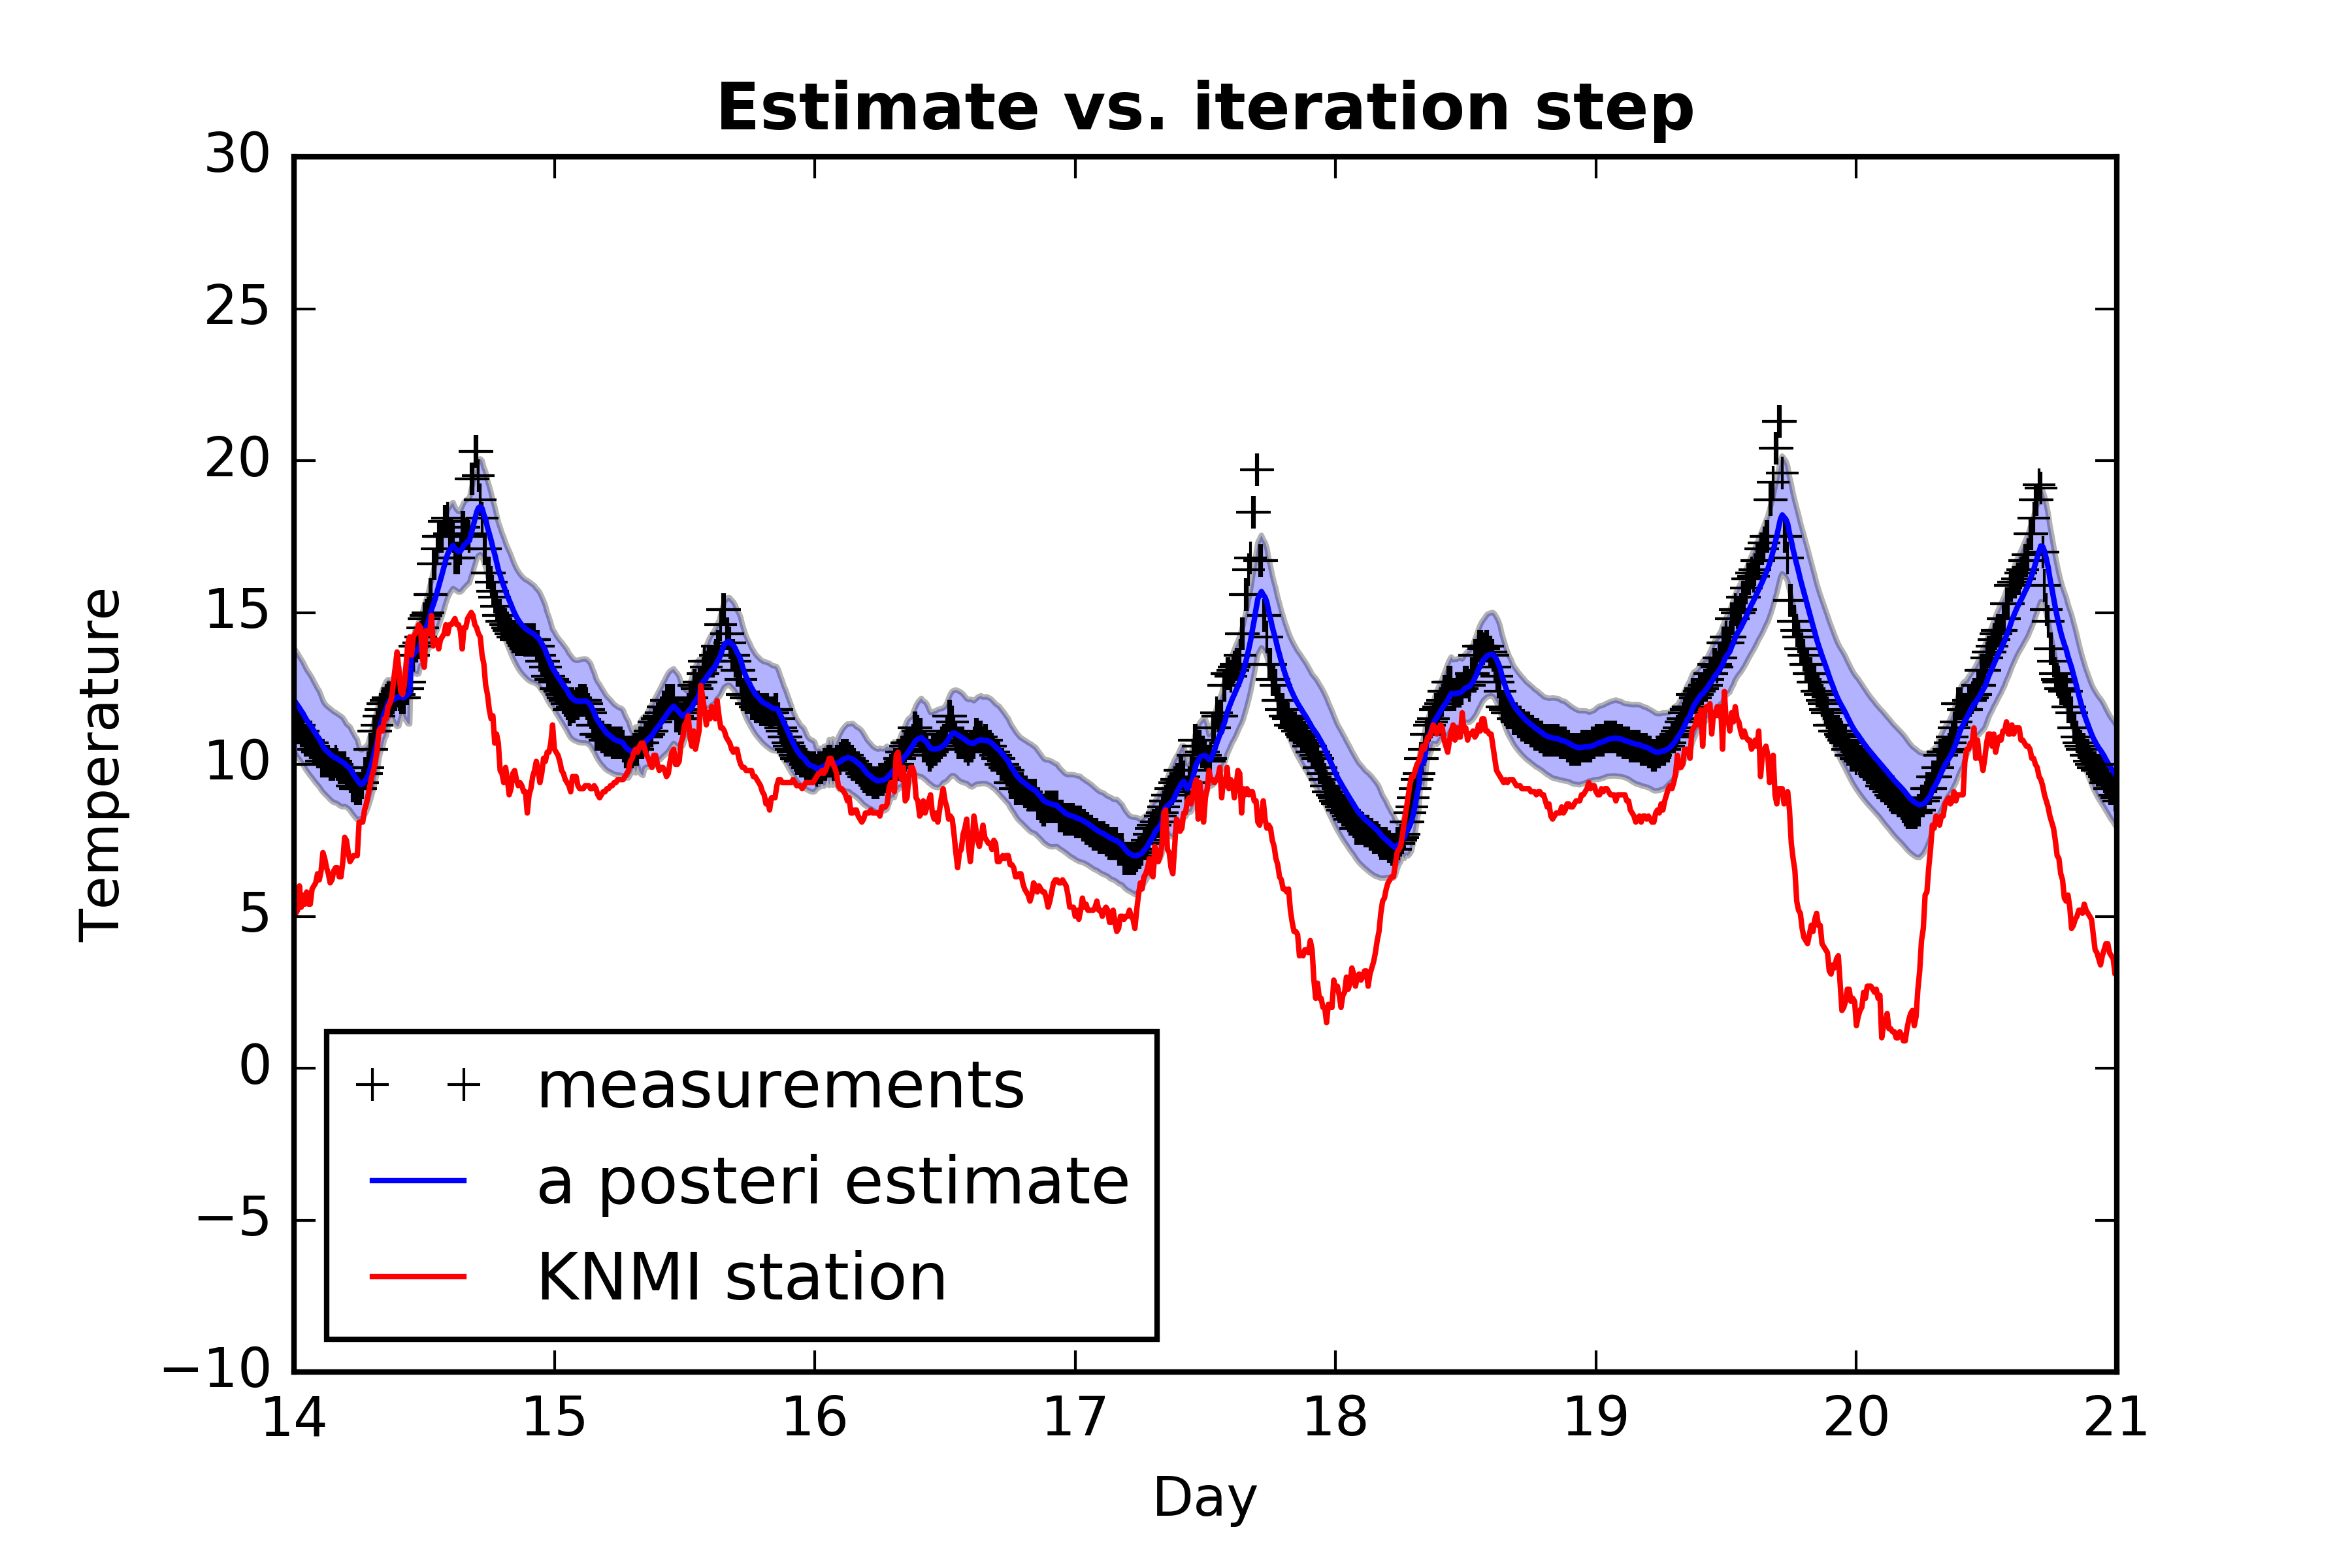 Estimate vs. iteration step
30
25
20
15
10
5
0
−5
−10
Temperature
measurements
a posteri estimate
KNMI station
14 15 16 17 18 19 20 21
Day